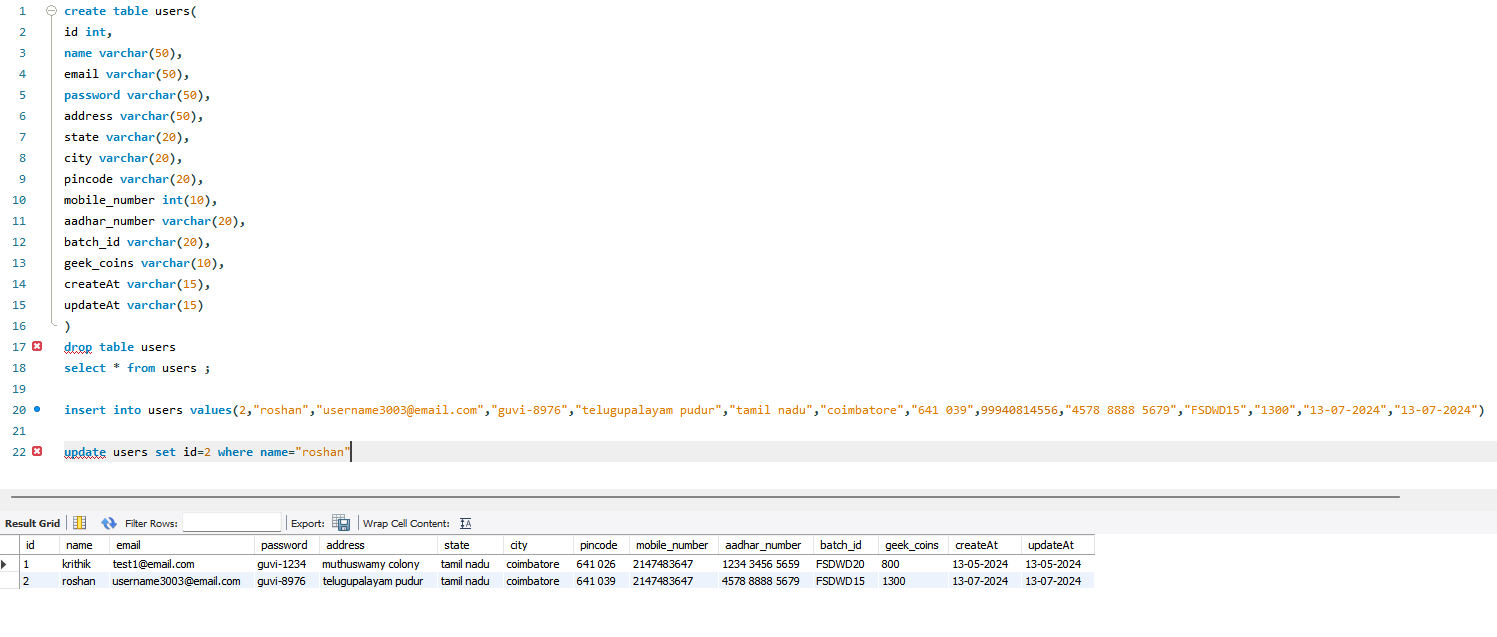 1 create table users(
2 id int,
3 name varchar(50),
4 email varchar(50),
5 password varchar(50),
6 address varchar(50),
7 state varchar(20),
8 city varchar(20),
9 pincode varchar(20),
10 mobile_number int(10),
11 aadhar_number varchar(20),
12 batch_id varchar(20),
13 geek_coins varchar(10),
14 createAt varchar(15),
15 updateAt varchar(15)
16 )
17 drop table users
18 select * from users ;
19
20 insert into users values(2,"roshan","username3003@email.com","guvi-8976","telugupalayam pudur","tamil nadu","coimbatore","641 039",99940814556,"4578 8888 5679","FSDWD15","1300","13-07-2024","13-07-2024")
21
22 update users set id=2 where name="roshan"
Result Grid Filter Rows: Export: Wrap Cell Content: IA
id name email password address state city pincode mobile_number aadhar_number batch_id geek_coins createAt updateAt
1 krithik test1@email.com guvi-1234 muthuswamy colony tamil nadu coimbatore 641 026 2147483647 1234 3456 5659 FSDWD20 800 13-05-2024 13-05-2024
2 roshan username3003@email.com guvi-8976 telugupalayam pudur tamil nadu coimbatore 641 039 2147483647 4578 8888 5679 FSDWD15 1300 13-07-2024 13-07-2024